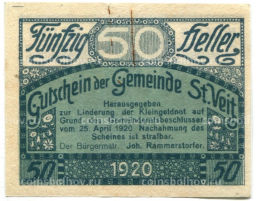 Fünfzig 50 Heller
Gutschein der Gemeinde St. Veit
Herausgegeben
zur Linderung der Kleingeldnot auf
Grund des Gemeinderatsbeschlusses
vom 25. April 1920 Nachahmung des
Scheines ist strafbar.
Der Bürgermstr. Joh. Rammerstorfer.
50 1920 50